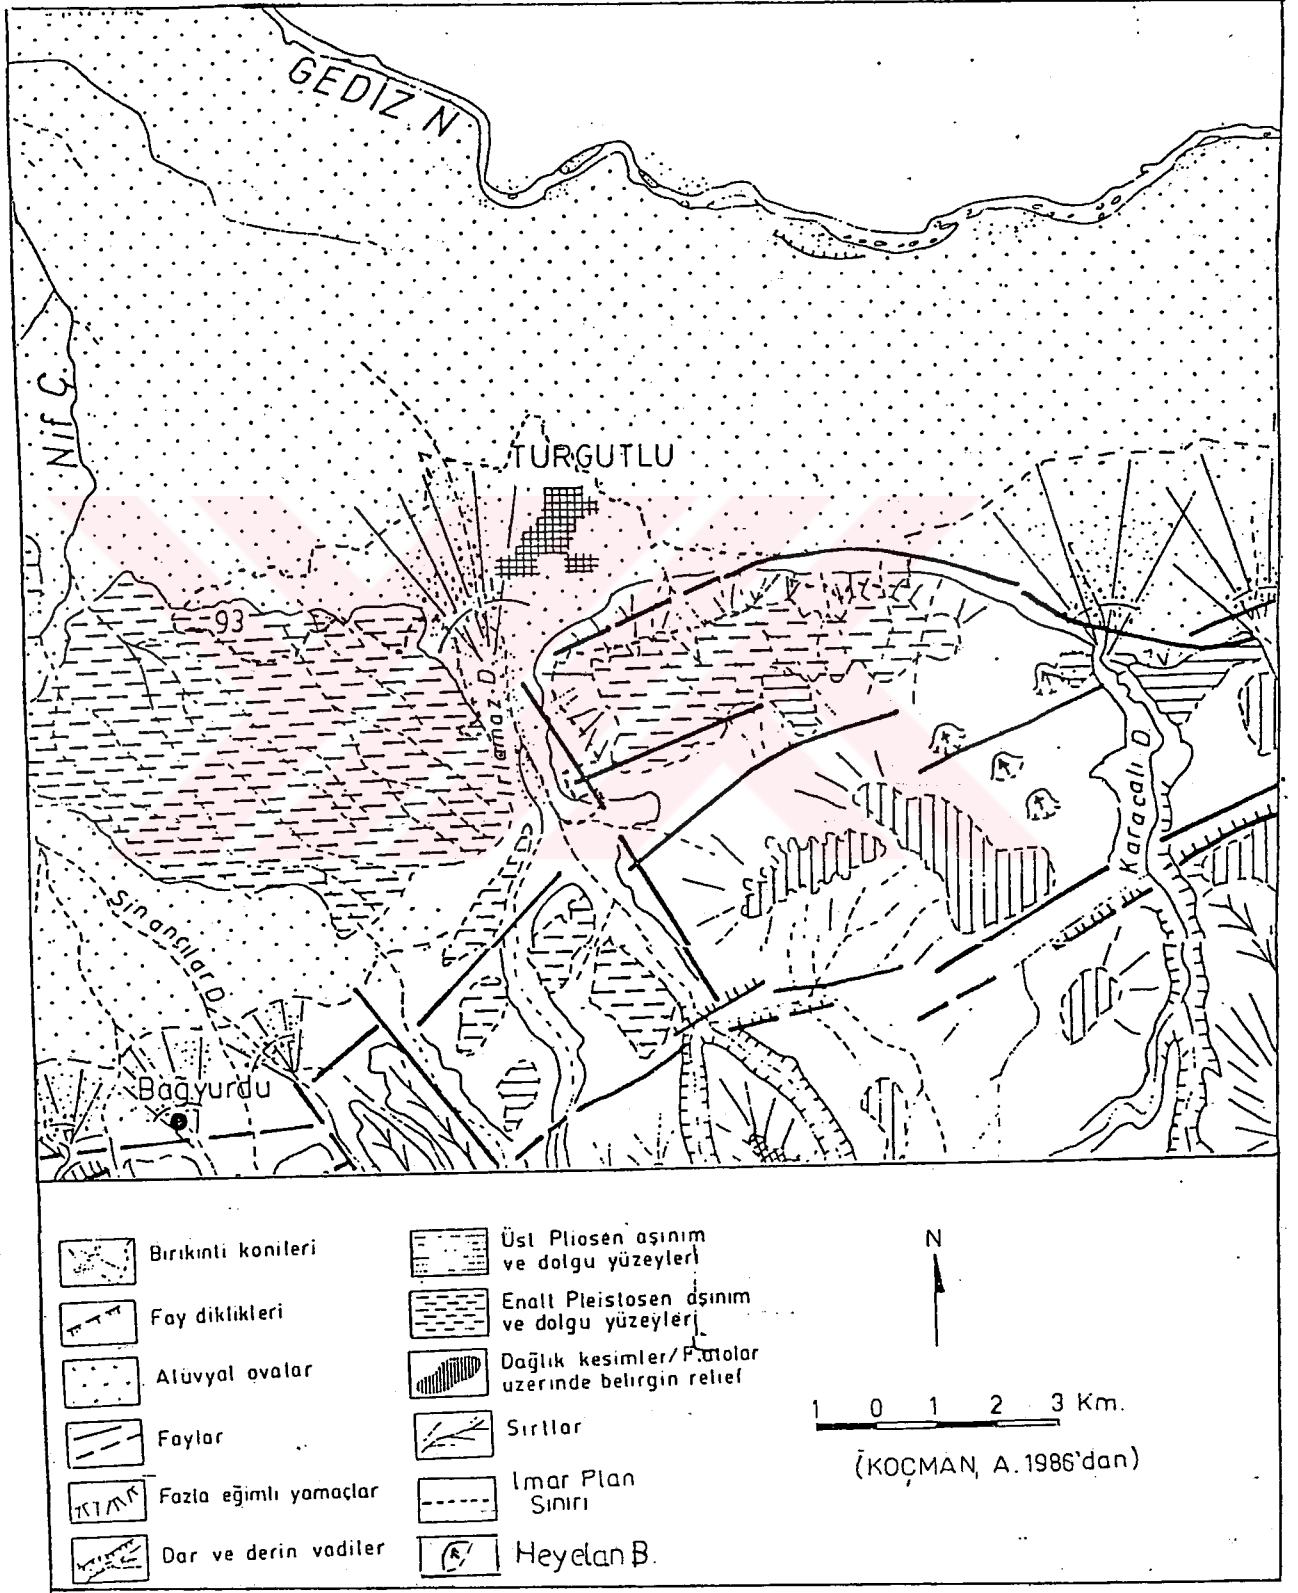 GEDİZ N
Nif Ç.
TURGUTLU
93
Irlamaz D.
Karacalı D.
Sinancılar D.
Bağyurdu
Birikinti konileri
Fay diklikleri
Alüvyal ovalar
Faylar
Fazla eğimli yamaçlar
Dar ve derin vadiler
Üst Pliosen aşınım
ve dolgu yüzeyleri
Enalt Pleistosen aşınım
ve dolgu yüzeyleri
Dağlık kesimler/Platolar
üzerinde belirgin relief
Sırtlar
İmar Plan
Sınırı
Heyelan B.
N
1 0 1 2 3 Km.
(KOÇMAN, A. 1986'dan)